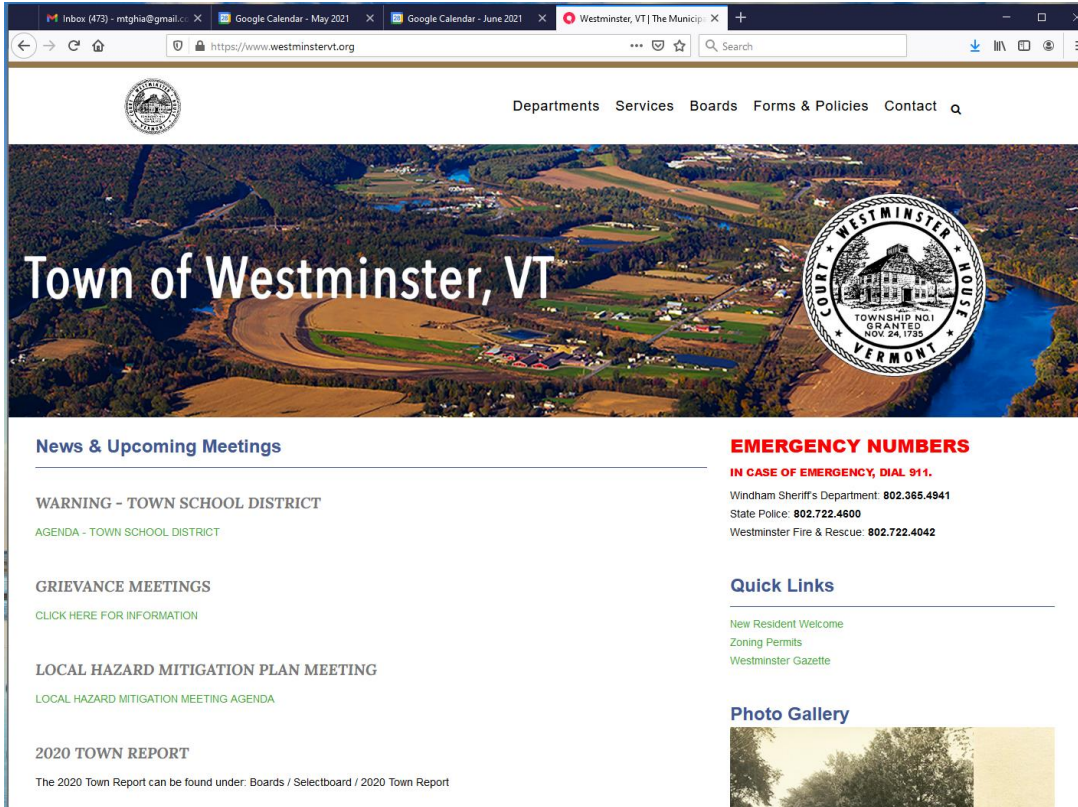 Inbox (473) - mtghia@gmail.co
Google Calendar - May 2021
Google Calendar - June 2021
Westminster, VT | The Municip
https://www.westminstervt.org
Search
COURT WESTMINSTER HOUSE
VERMONT
Departments Services Boards Forms & Policies Contact
Town of Westminster, VT
COURT WESTMINSTER HOUSE
TOWNSHIP NO.1
GRANTED
NOV. 24, 1735
VERMONT
News & Upcoming Meetings
WARNING - TOWN SCHOOL DISTRICT
AGENDA - TOWN SCHOOL DISTRICT
GRIEVANCE MEETINGS
CLICK HERE FOR INFORMATION
LOCAL HAZARD MITIGATION PLAN MEETING
LOCAL HAZARD MITIGATION MEETING AGENDA
2020 TOWN REPORT
The 2020 Town Report can be found under: Boards / Selectboard / 2020 Town Report
EMERGENCY NUMBERS
IN CASE OF EMERGENCY, DIAL 911.
Windham Sheriff's Department: 802.365.4941
State Police: 802.722.4600
Westminster Fire & Rescue: 802.722.4042
Quick Links
New Resident Welcome
Zoning Permits
Westminster Gazette
Photo Gallery